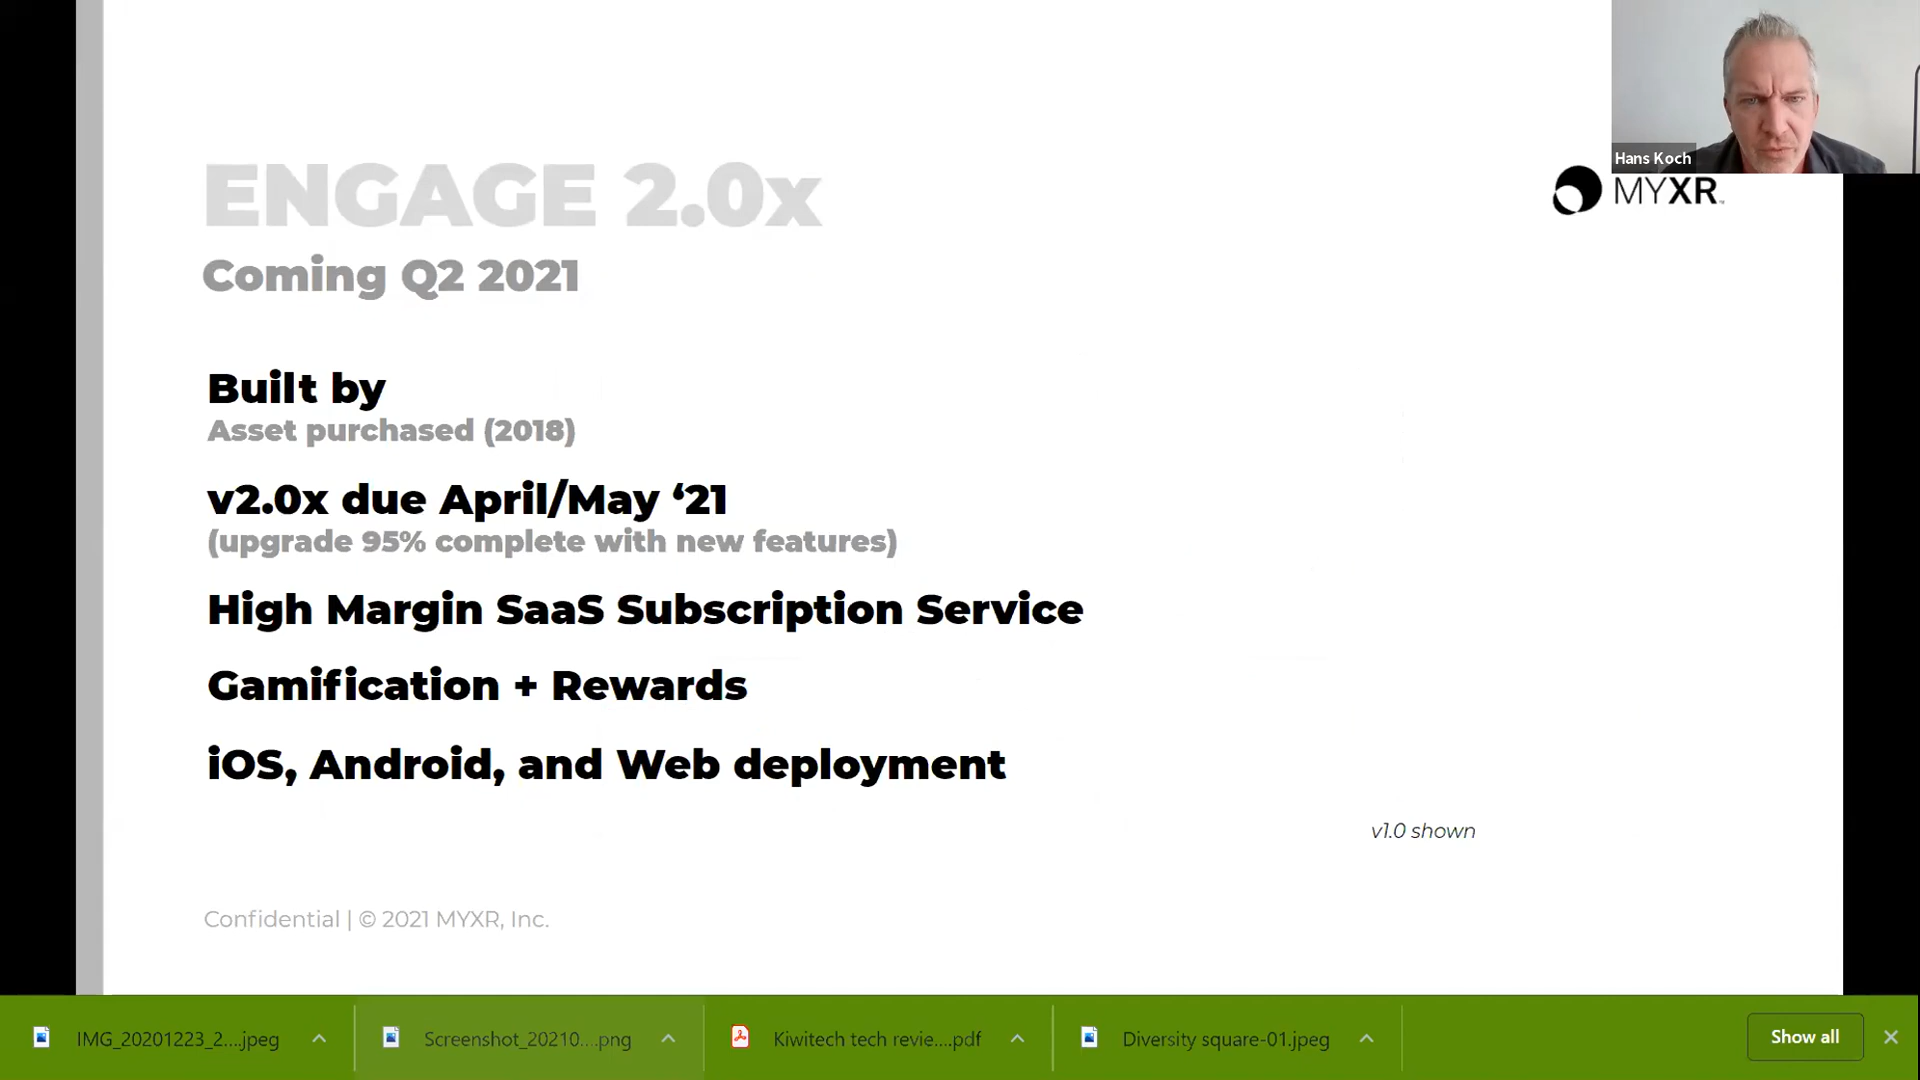 Hans Koch
MYXR
ENGAGE 2.0x
Coming Q2 2021
Built by
Asset purchased (2018)
v2.0x due April/May ‘21
(upgrade 95% complete with new features)
High Margin SaaS Subscription Service
Gamification + Rewards
iOS, Android, and Web deployment
v1.0 shown
Confidential | © 2021 MYXR, Inc.
IMG_20201223_2....jpeg
Screenshot_20210....png
Kiwitech tech revie....pdf
Diversity square-01.jpeg
Show all